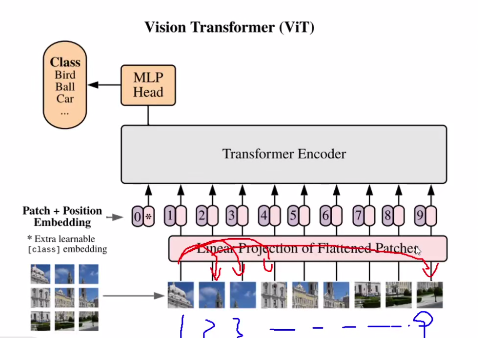 Vision Transformer (ViT)
Class
Bird
Ball
Car
...
MLP
Head
Transformer Encoder
Patch + Position
Embedding
* Extra learnable
[class] embedding
0 * 1 2 3 4 5 6 7 8 9
Linear Projection of Flattened Patches
1 2 3 — – – — 9